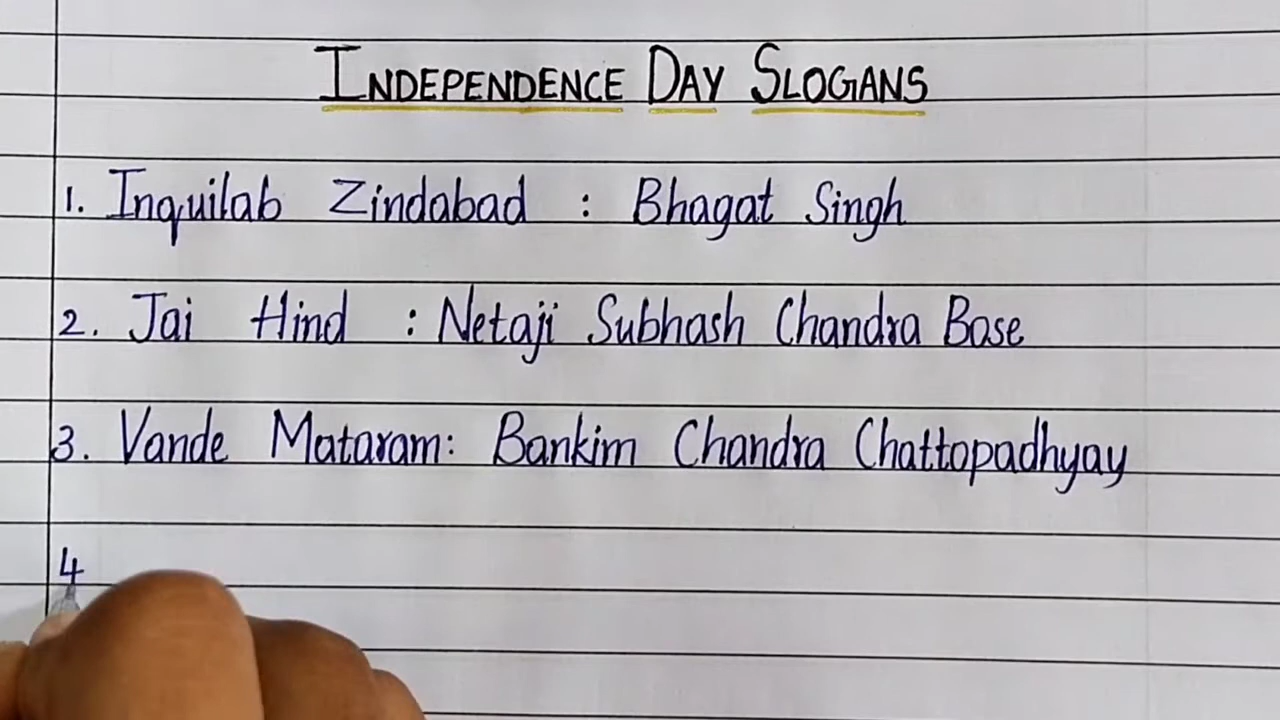 INDEPENDENCE DAY SLOGANS
1. Inquilab Zindabad : Bhagat Singh
2. Jai Hind : Netaji Subhash Chandra Bose
3. Vande Mataram: Bankim Chandra Chattopadhyay
4